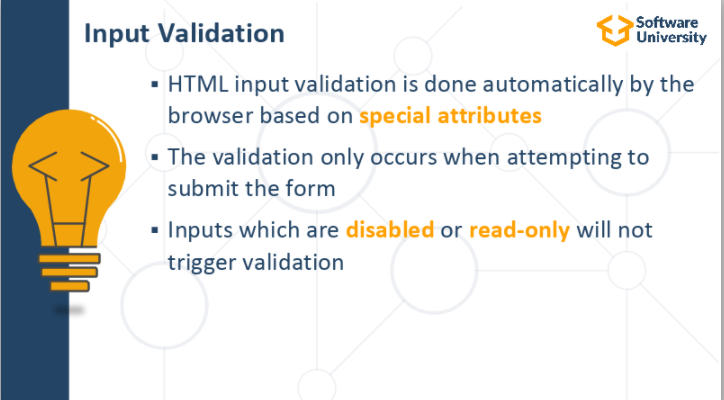 Input Validation
Software
University
▪ HTML input validation is done automatically by the
browser based on special attributes
▪ The validation only occurs when attempting to
submit the form
▪ Inputs which are disabled or read-only will not
trigger validation